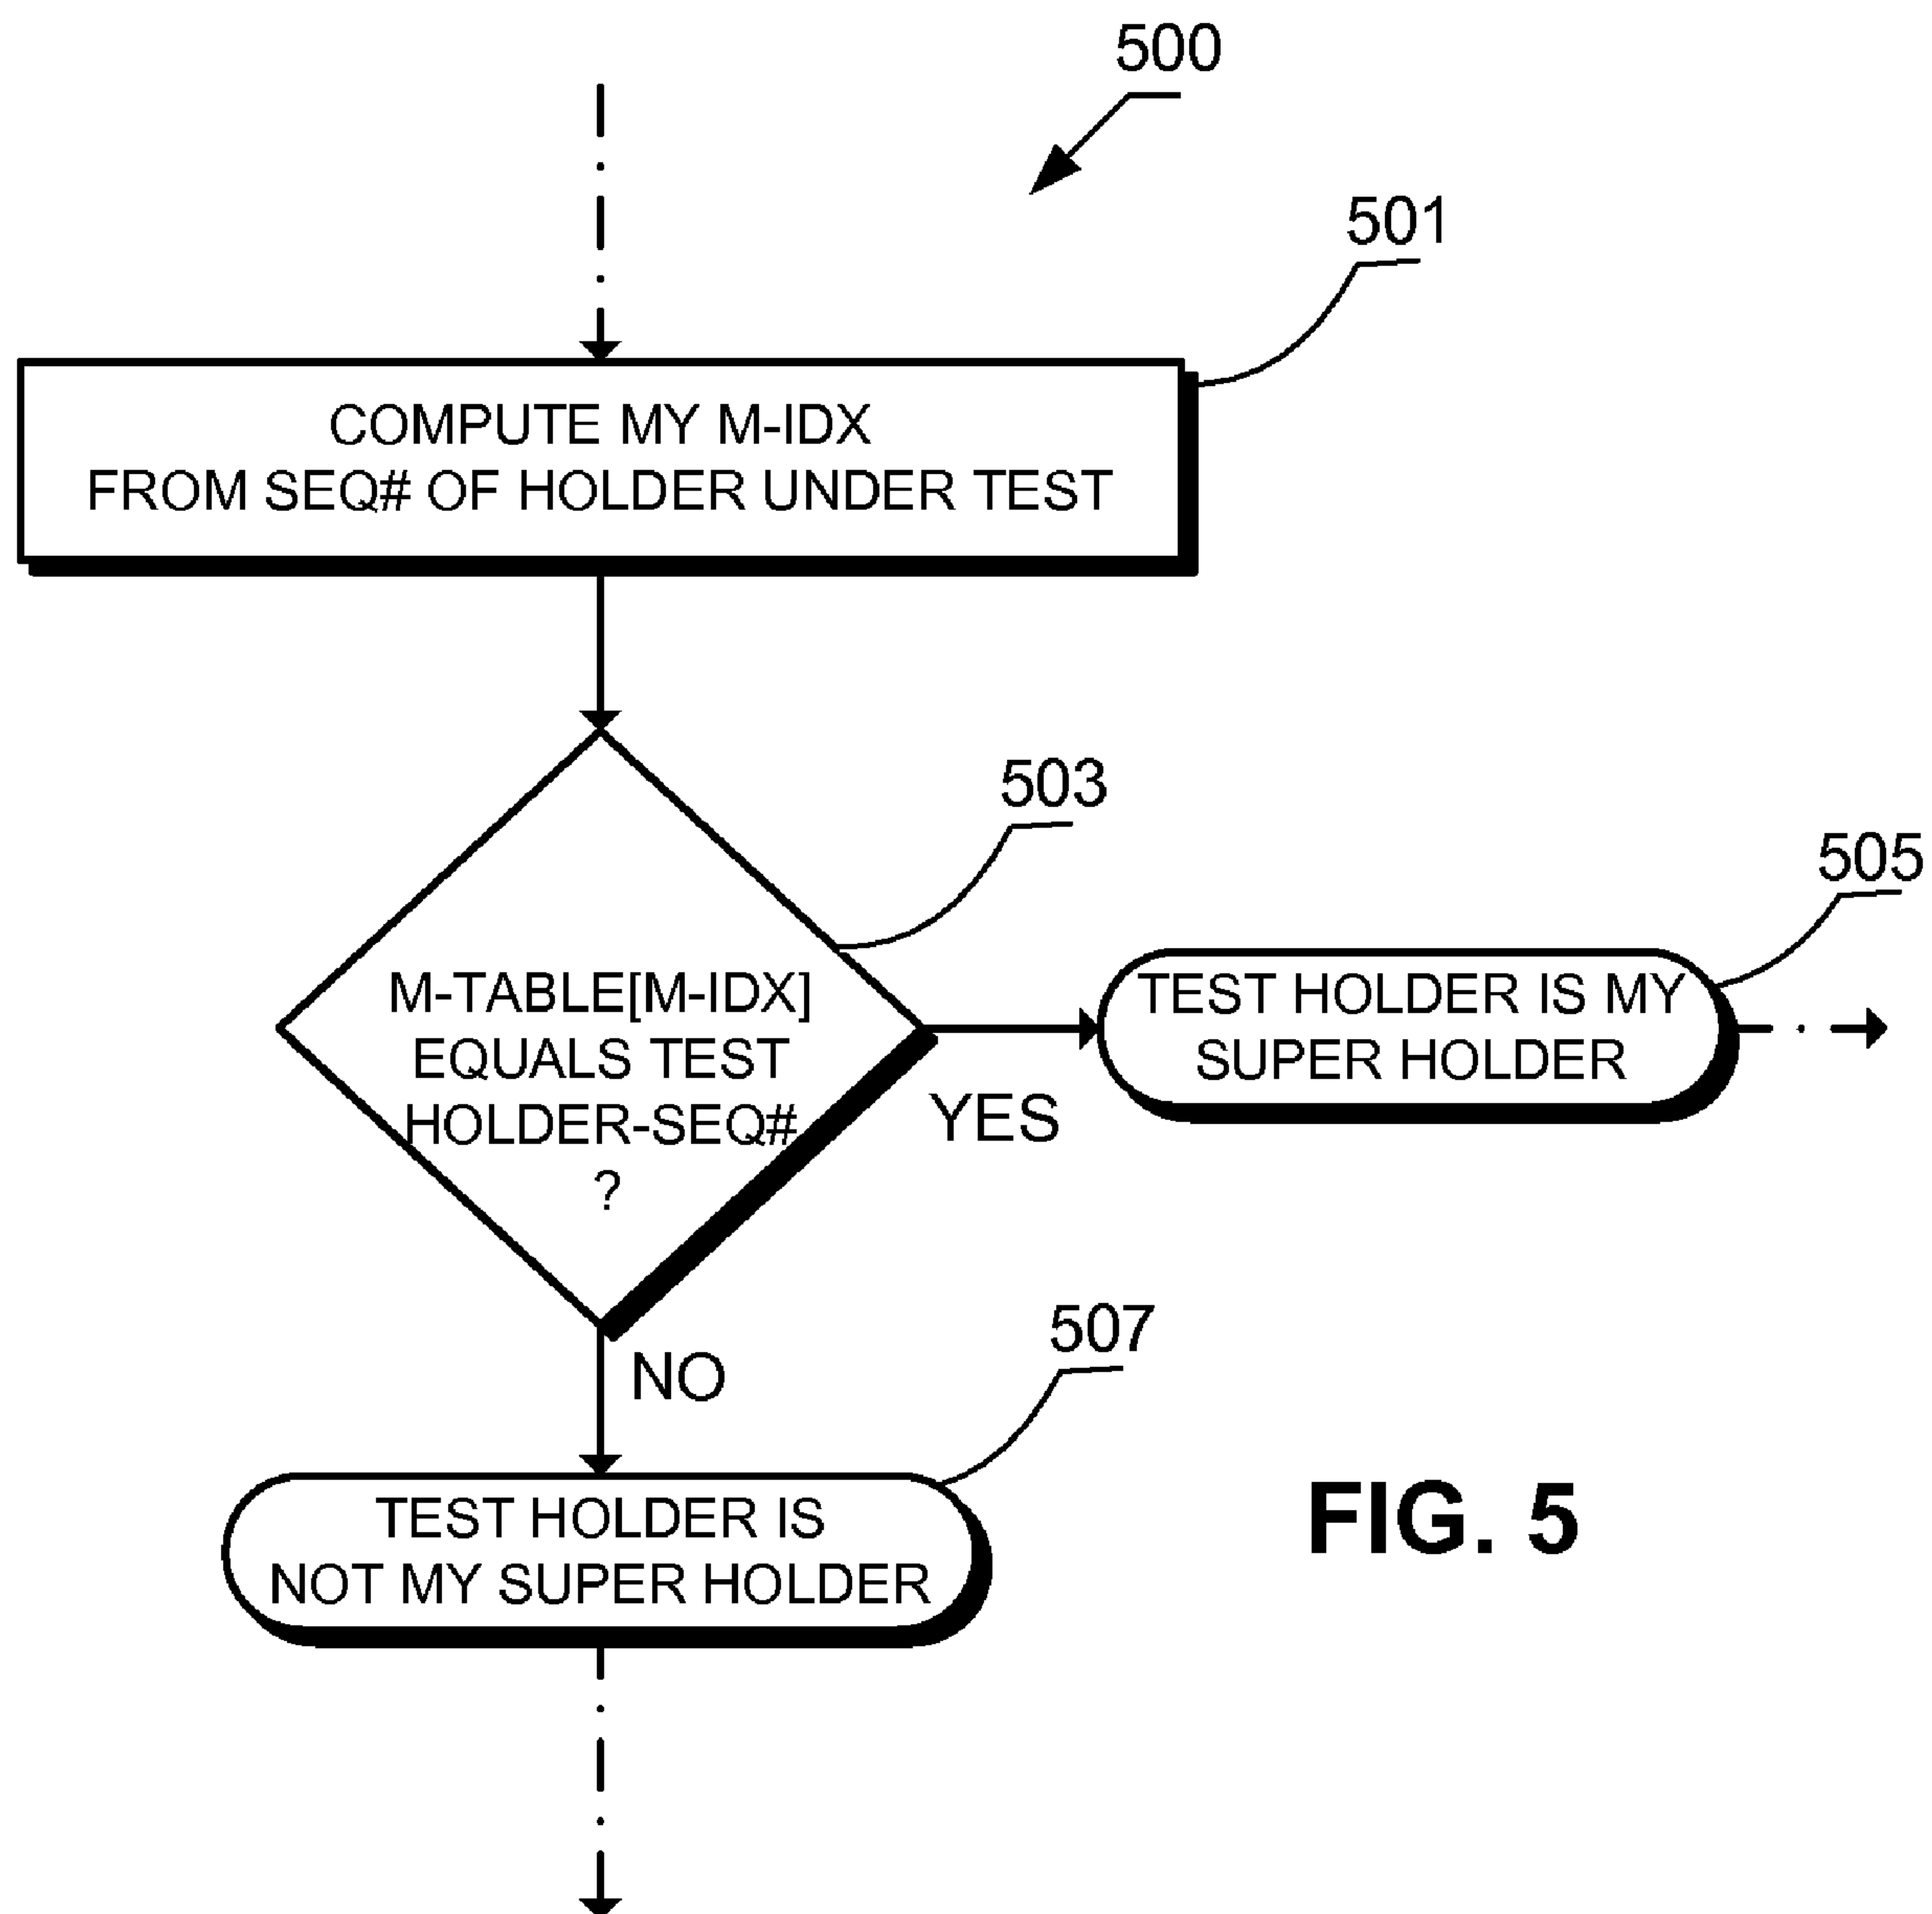 500
501
COMPUTE MY M-IDX
FROM SEQ# OF HOLDER UNDER TEST
503
M-TABLE[M-IDX]
EQUALS TEST
HOLDER-SEQ#
?
YES
505
TEST HOLDER IS MY
SUPER HOLDER
NO
507
TEST HOLDER IS
NOT MY SUPER HOLDER
FIG. 5